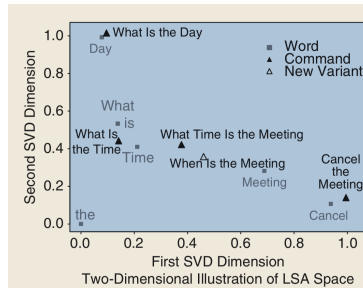 1.0
0.8
0.6
0.4
0.2
0.0
Second SVD Dimension
What Is the Day
Day
Word
Command
New Variant
What
is
What Is
the Time
Time
What Time Is the Meeting
When Is the Meeting
Meeting
Cancel
the
Meeting
Cancel
the
0.0 0.2 0.4 0.6 0.8 1.0
First SVD Dimension
Two-Dimensional Illustration of LSA Space